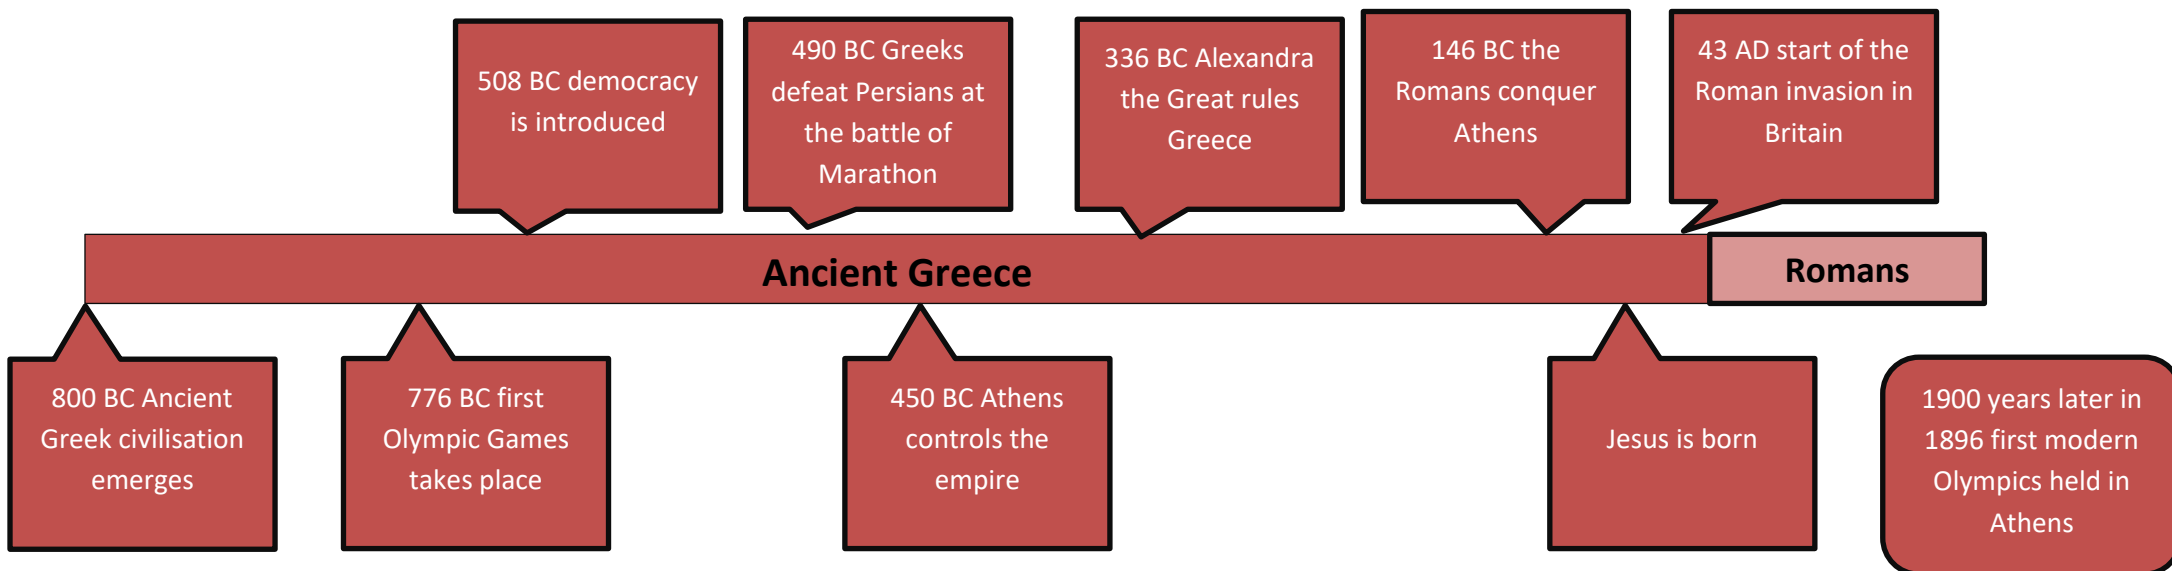 508 BC democracy
is introduced
490 BC Greeks
defeat Persians at
the battle of
Marathon
336 BC Alexandra
the Great rules
Greece
146 BC the
Romans conquer
Athens
43 AD start of the
Roman invasion in
Britain
Ancient Greece
Romans
800 BC Ancient
Greek civilisation
emerges
776 BC first
Olympic Games
takes place
450 BC Athens
controls the
empire
Jesus is born
1900 years later in
1896 first modern
Olympics held in
Athens